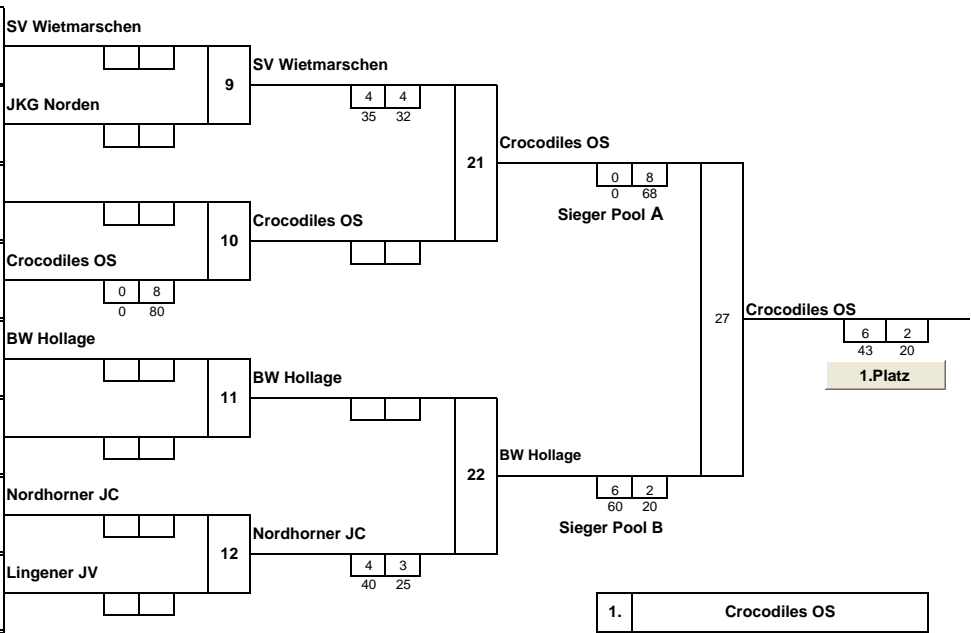 SV Wietmarschen
9
SV Wietmarschen
4 4
35 32
JKG Norden
21
Crocodiles OS
0 8
0 68
Sieger Pool A
10
Crocodiles OS
Crocodiles OS
0 8
0 80
27
Crocodiles OS
6 2
43 20
1.Platz
BW Hollage
11
BW Hollage
22
BW Hollage
6 2
60 20
Sieger Pool B
Nordhorner JC
12
Nordhorner JC
4 3
40 25
Lingener JV
1. Crocodiles OS